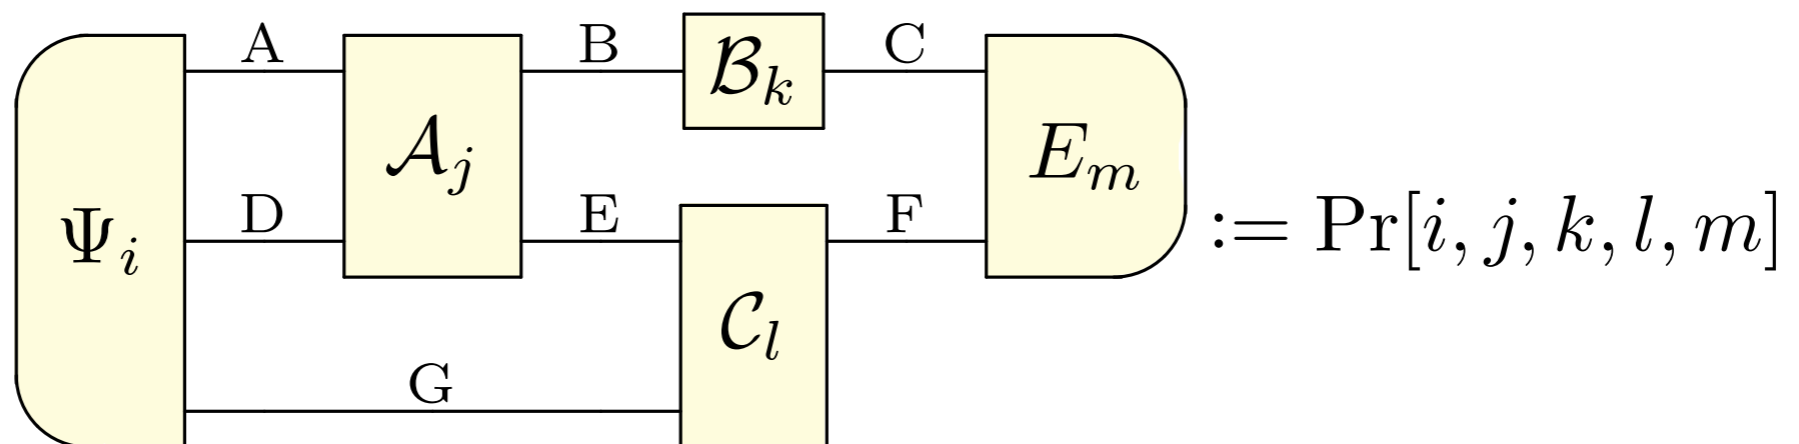 A B C
Ψ_i 𝒜_j ℬ_k E_m := Pr[i, j, k, l, m]
D E F
𝒞_l
G